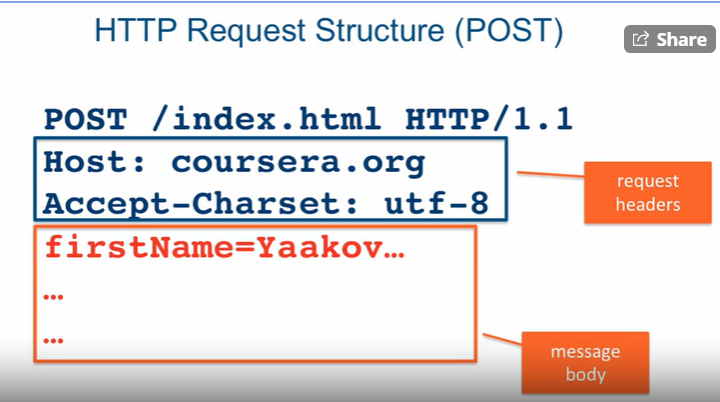 HTTP Request Structure (POST)
Share
POST /index.html HTTP/1.1
Host: coursera.org
Accept-Charset: utf-8
request
headers
firstName=Yaakov…
…
…
message
body